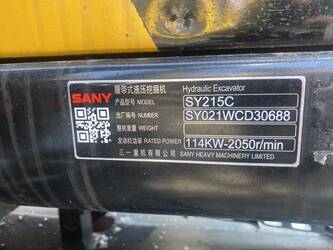 SANY
履带式液压挖掘机 Hydraulic Excavator
产品型号 MODEL SY215C
出厂编号 NUMBER SY021WCD30688
整机重量 WEIGHT
发动机功率 RATED POWER 114KW-2050r/min
三一重机有限公司 SANY HEAVY MACHINERY LIMITED